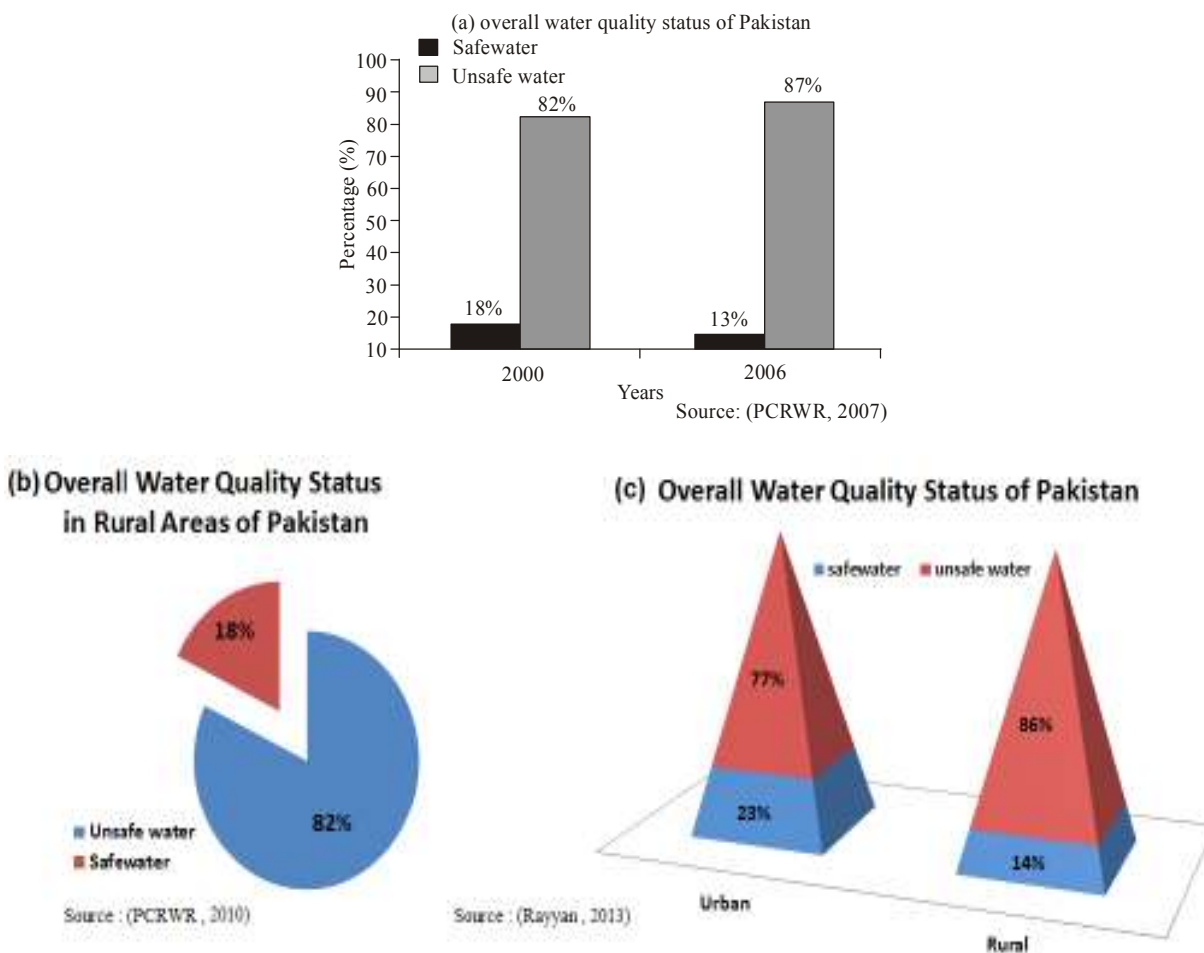 (a) overall water quality status of Pakistan
Safewater
Unsafe water
Percentage (%)
100
90
80
70
60
50
40
30
20
10
18%
82%
13%
87%
2000
2006
Years
Source: (PCRWR, 2007)
(b) Overall Water Quality Status
in Rural Areas of Pakistan
18%
82%
Unsafe water
Safewater
Source : (PCRWR , 2010)
(c) Overall Water Quality Status of Pakistan
safewater
unsafe water
77%
23%
86%
14%
Urban
Rural
Source : (Rayyan , 2013)